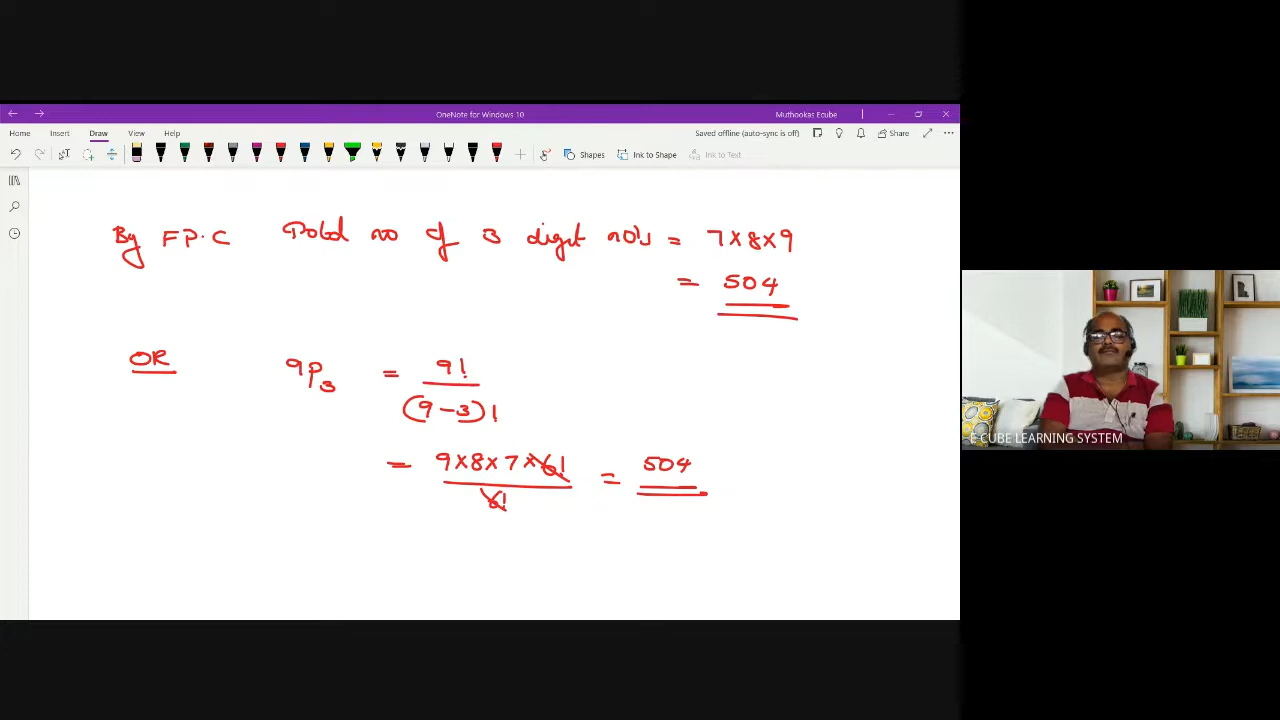 OneNote for Windows 10
Muthookas Ecube
Home Insert Draw View Help
Saved offline (auto-sync is off)
Share
Shapes
Ink to Shape
Ink to Text
By F.P.C Total no of 3 digit no's = 7×8×9
= 504
OR 9P3 = 9!
(9-3)!
= 9×8×7×6! = 504
6!
E CUBE LEARNING SYSTEM